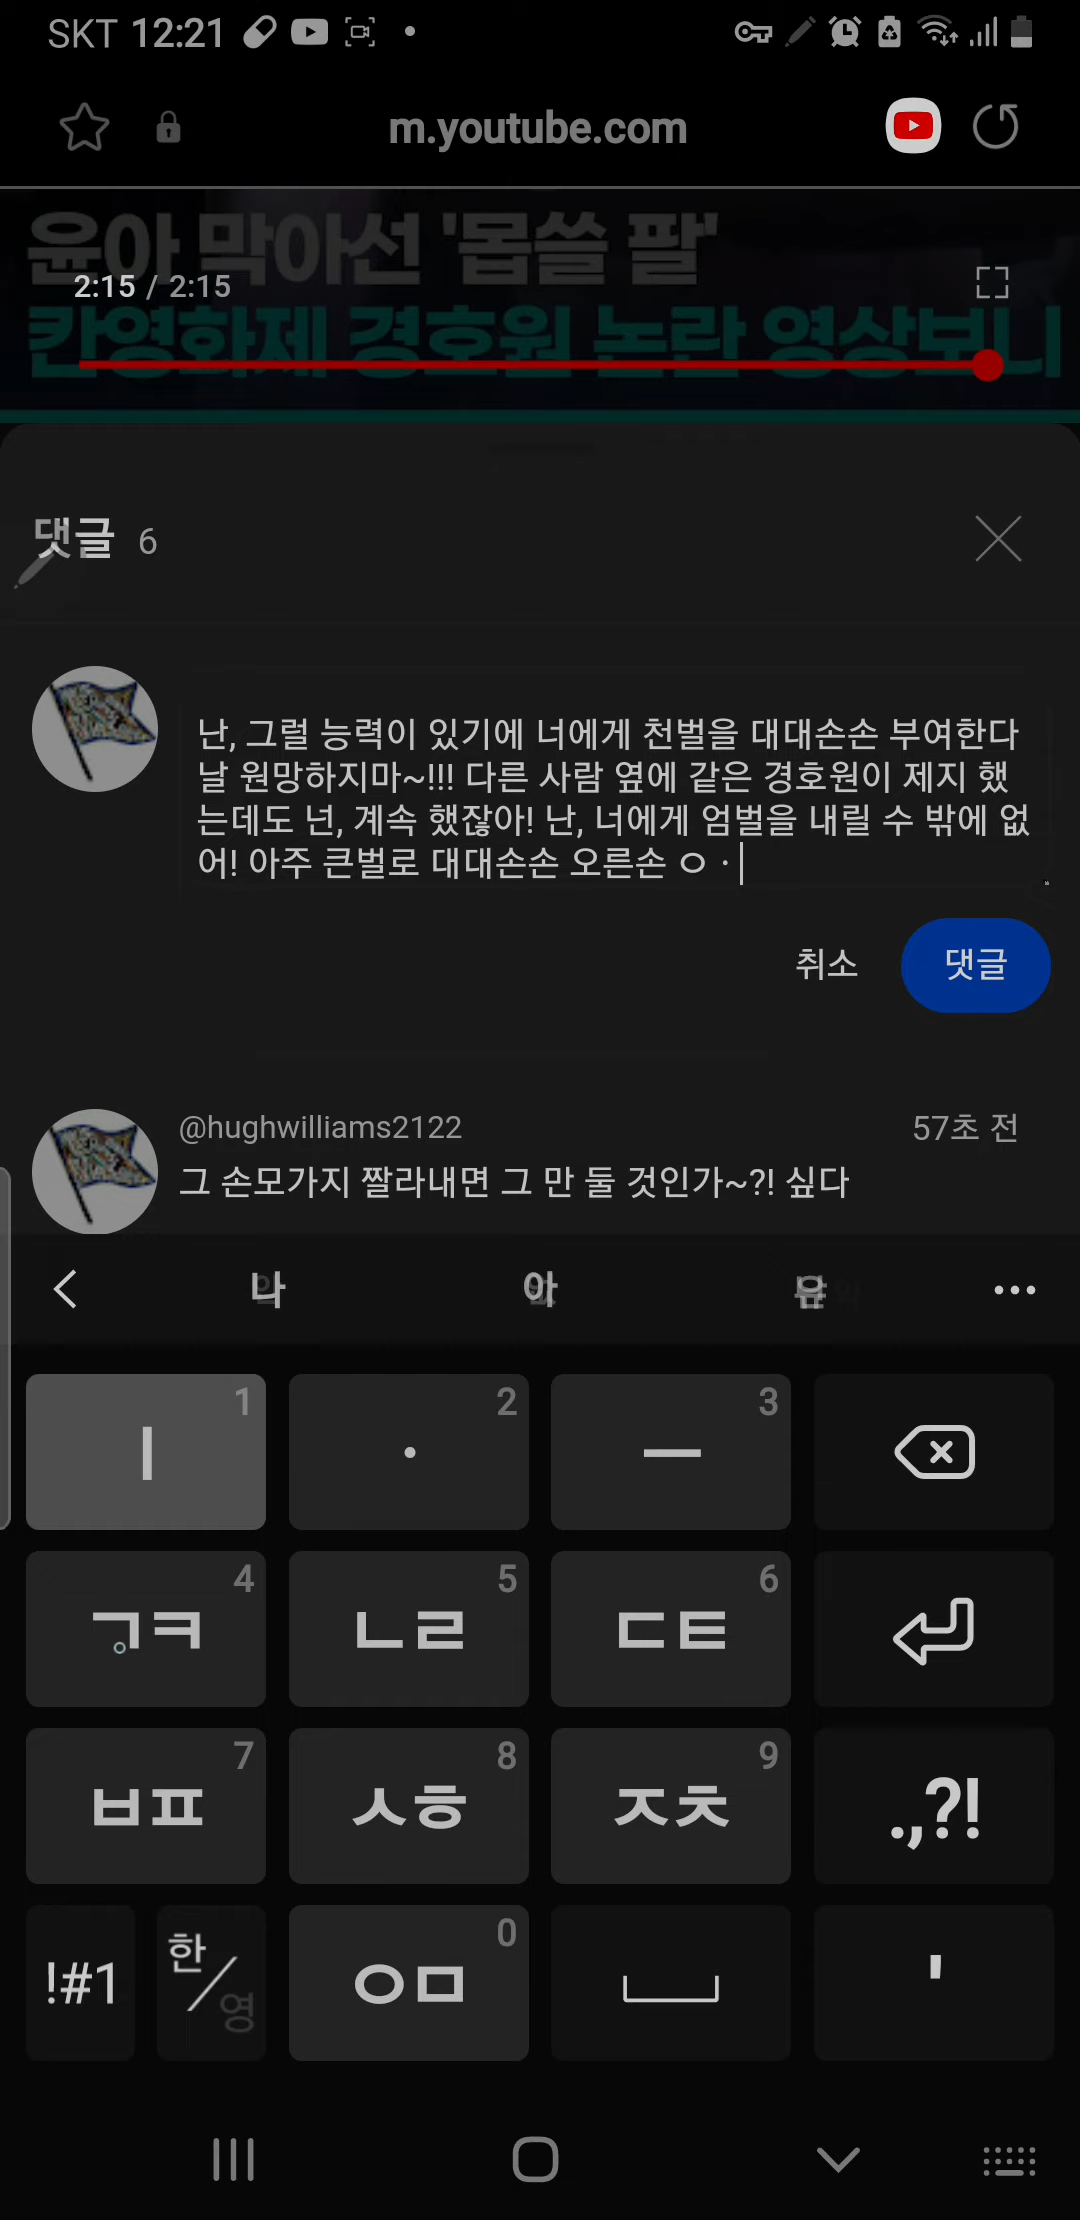 SKT 12:21
m.youtube.com
윤아 막아선 '몹쓸 팔'
2:15 / 2:15
칸영화제 경호원 논란 영상보니
댓글 6
난, 그럴 능력이 있기에 너에게 천벌을 대대손손 부여한다
날 원망하지마~!!! 다른 사람 옆에 같은 경호원이 제지 했
는데도 넌, 계속 했잖아! 난, 너에게 엄벌을 내릴 수 밖에 없
어! 아주 큰벌로 대대손손 오른손 ㅇㆍ
취소 댓글
@hughwilliams2122 57초 전
그 손모가지 짤라내면 그 만 둘 것인가~?! 싶다
나 아
1 2 3
ㅣ ㆍ ㅡ
4 5 6
ㄱㅋ ㄴㄹ ㄷㅌ
7 8 9
ㅂㅍ ㅅㅎ ㅈㅊ .,?!
0
!#1 한/영 ㅇㅁ '